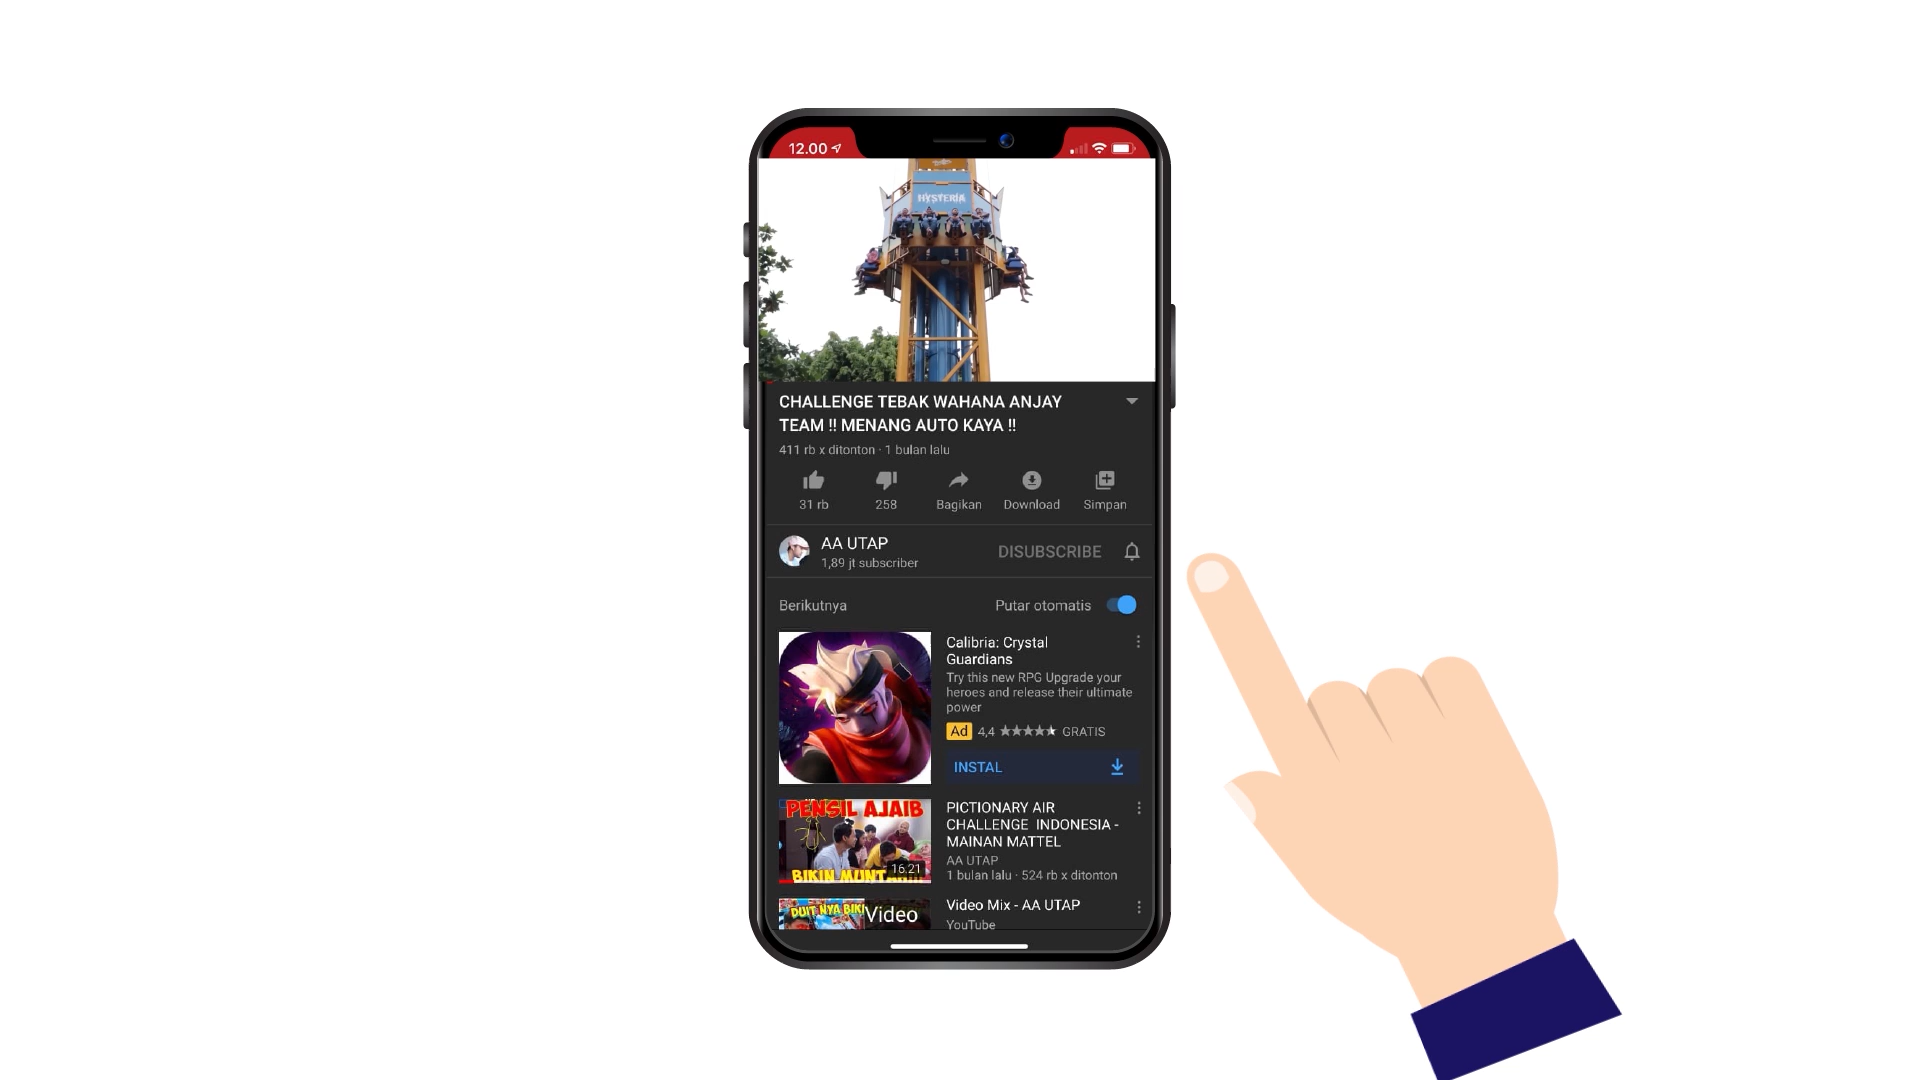 12.00
HYSTERIA
CHALLENGE TEBAK WAHANA ANJAY
TEAM !! MENANG AUTO KAYA !!
411 rb x ditonton · 1 bulan lalu
31 rb
258
Bagikan
Download
Simpan
AA UTAP
1,89 jt subscriber
DISUBSCRIBE
Berikutnya
Putar otomatis
Calibria: Crystal
Guardians
Try this new RPG Upgrade your
heroes and release their ultimate
power
Ad 4,4 GRATIS
INSTAL
PENSIL AJAIB
BIKIN
16.21
PICTIONARY AIR
CHALLENGE INDONESIA -
MAINAN MATTEL
AA UTAP
1 bulan lalu · 524 rb x ditonton
DUIT NYA BIKI
Video
Video Mix - AA UTAP
YouTube